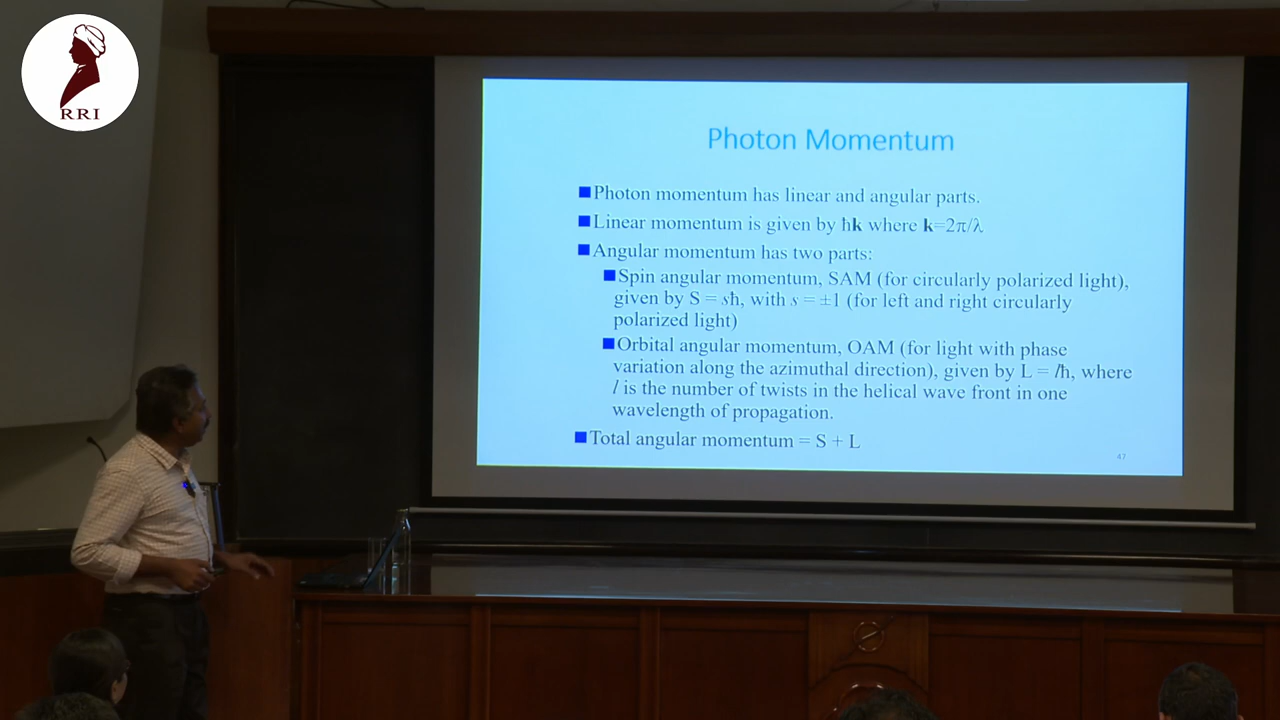 RRI
Photon Momentum
Photon momentum has linear and angular parts.
Linear momentum is given by ħk where k=2π/λ
Angular momentum has two parts:
Spin angular momentum, SAM (for circularly polarized light),
given by S = sħ, with s = ±1 (for left and right circularly
polarized light)
Orbital angular momentum, OAM (for light with phase
variation along the azimuthal direction), given by L = lħ, where
l is the number of twists in the helical wave front in one
wavelength of propagation.
Total angular momentum = S + L
47